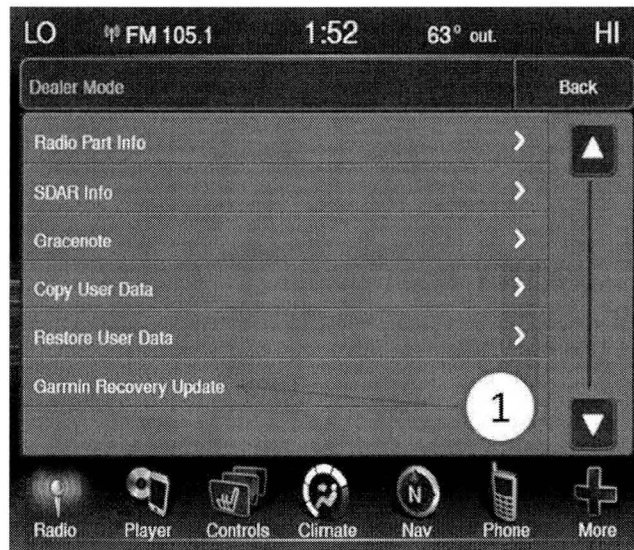 LO FM 105.1 1:52 63° out. HI
Dealer Mode Back
Radio Part Info
SDAR Info
Gracenote
Copy User Data
Restore User Data
Garmin Recovery Update
1
N
Radio Player Controls Climate Nav Phone More